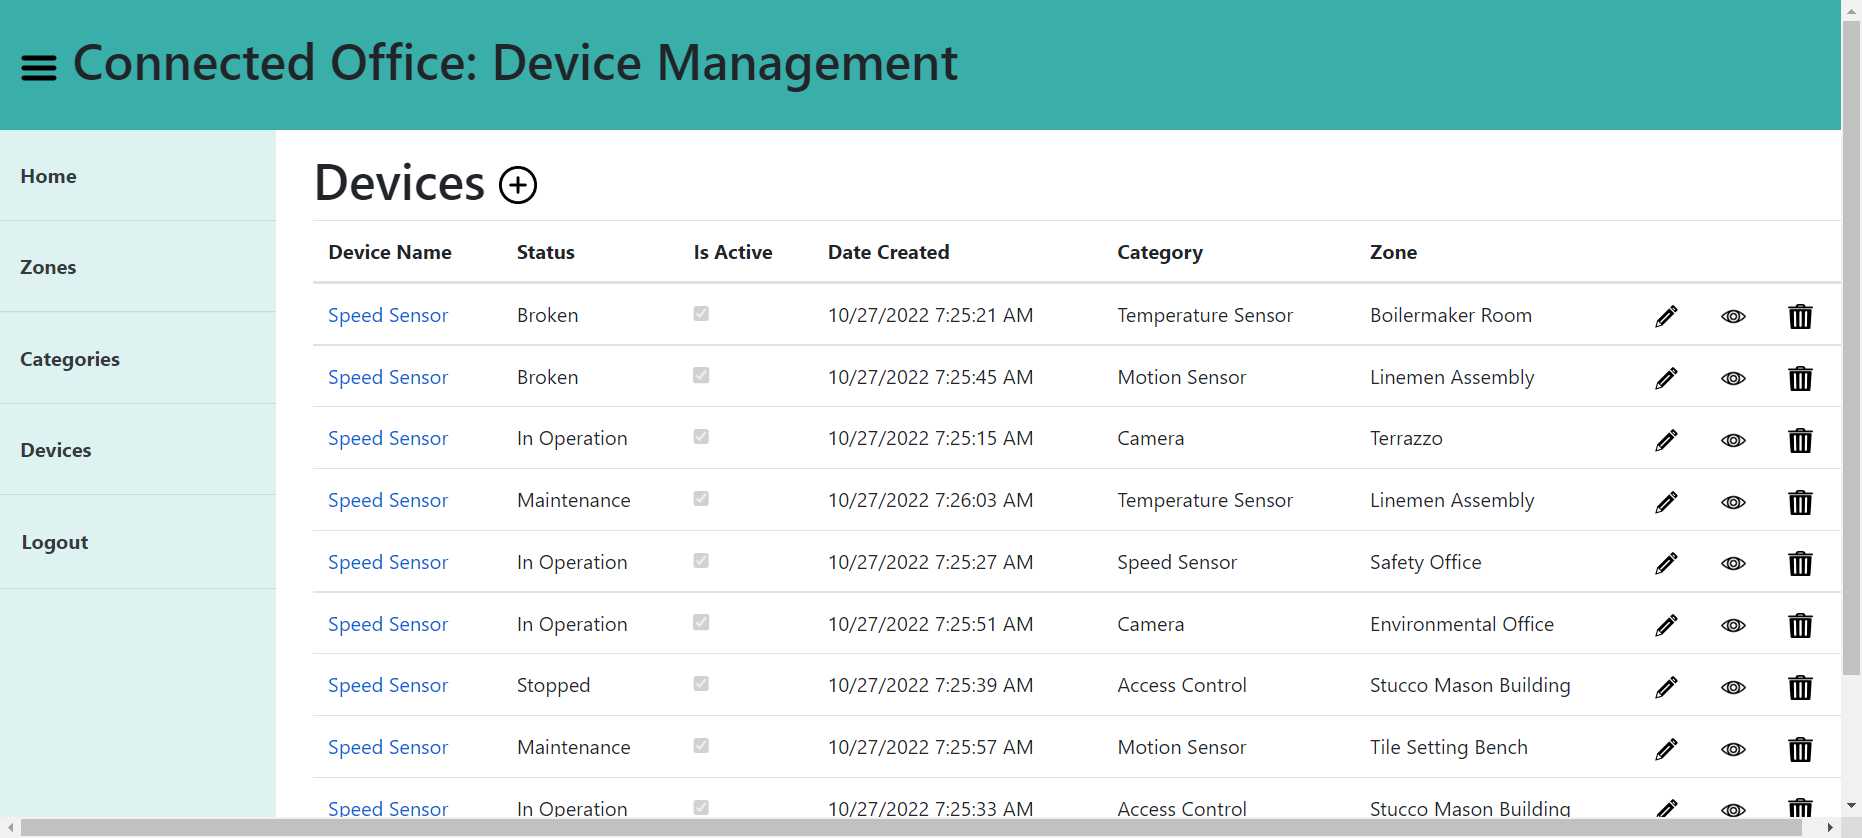 Connected Office: Device Management
Home
Zones
Categories
Devices
Logout
Devices
Device Name Status Is Active Date Created Category Zone
Speed Sensor Broken 10/27/2022 7:25:21 AM Temperature Sensor Boilermaker Room
Speed Sensor Broken 10/27/2022 7:25:45 AM Motion Sensor Linemen Assembly
Speed Sensor In Operation 10/27/2022 7:25:15 AM Camera Terrazzo
Speed Sensor Maintenance 10/27/2022 7:26:03 AM Temperature Sensor Linemen Assembly
Speed Sensor In Operation 10/27/2022 7:25:27 AM Speed Sensor Safety Office
Speed Sensor In Operation 10/27/2022 7:25:51 AM Camera Environmental Office
Speed Sensor Stopped 10/27/2022 7:25:39 AM Access Control Stucco Mason Building
Speed Sensor Maintenance 10/27/2022 7:25:57 AM Motion Sensor Tile Setting Bench
Speed Sensor In Operation 10/27/2022 7:25:33 AM Access Control Stucco Mason Building